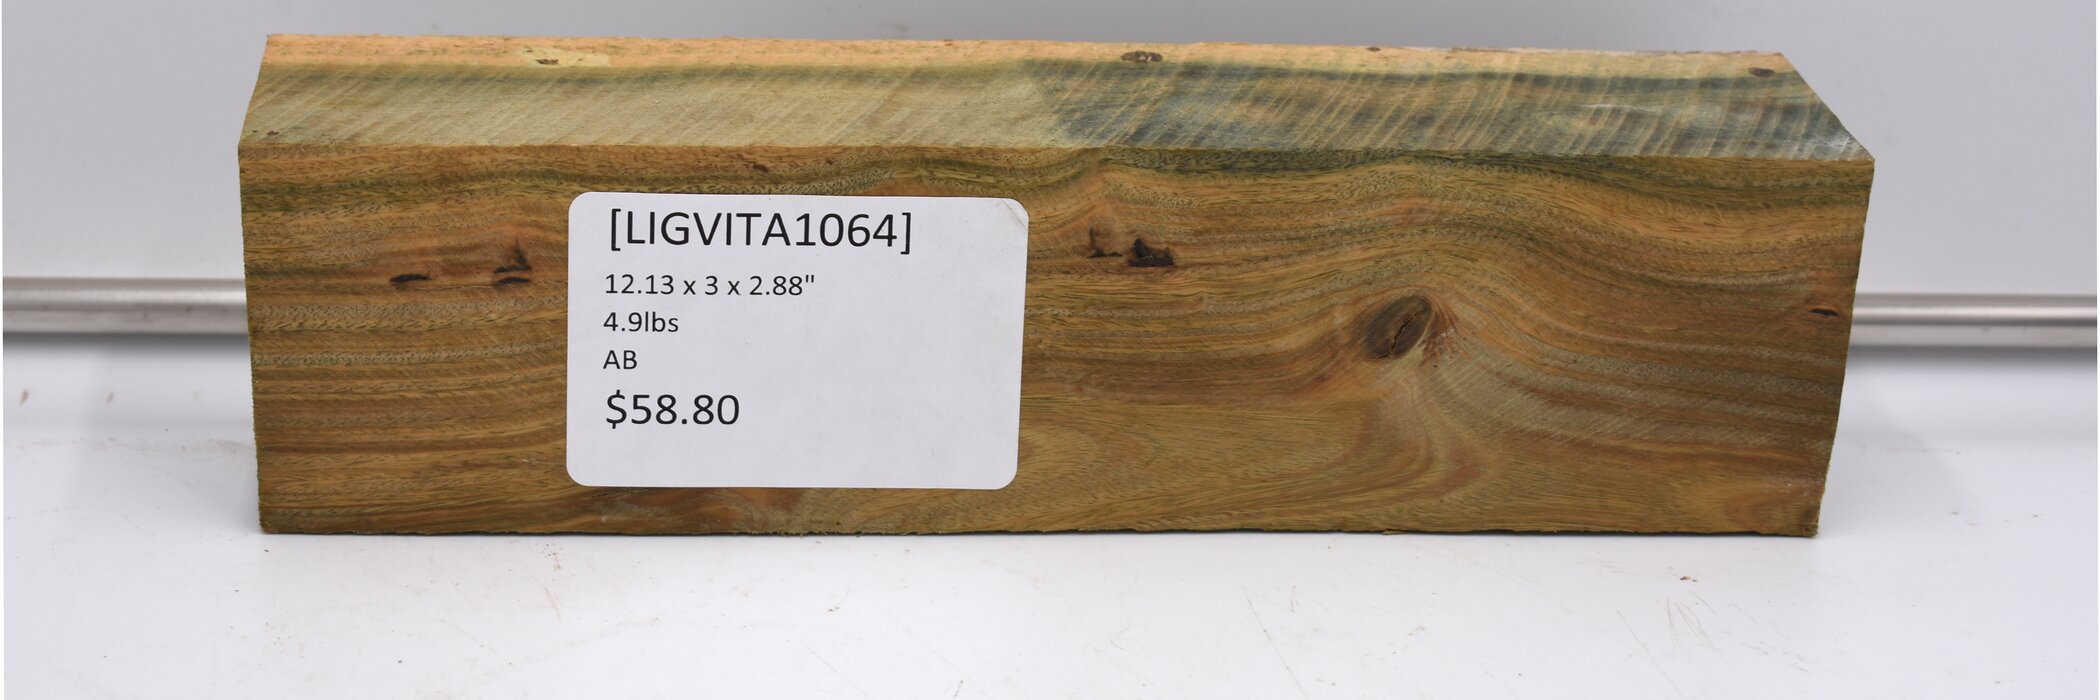 [LIGVITA1064]
12.13 x 3 x 2.88"
4.9lbs
AB
$58.80